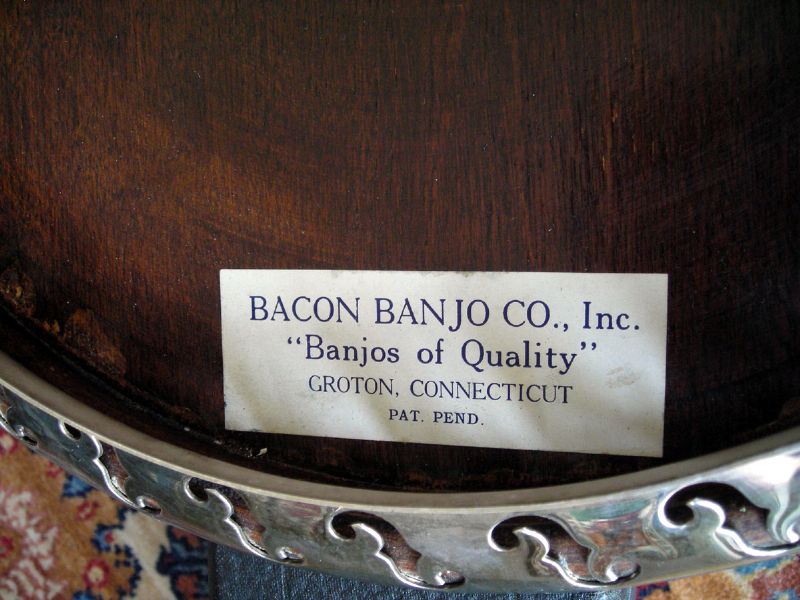 BACON BANJO CO., Inc.
“Banjos of Quality”
GROTON, CONNECTICUT
PAT. PEND.